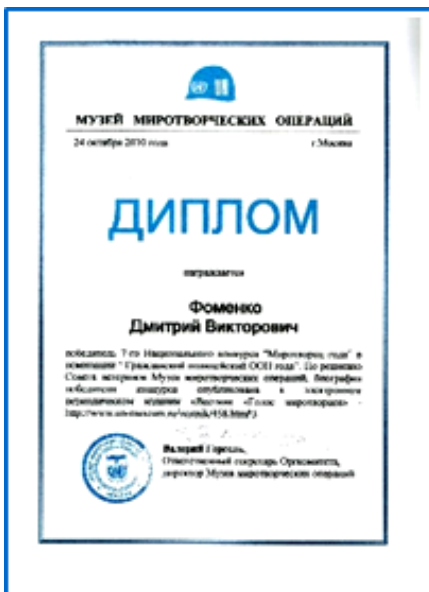 МУЗЕЙ МИРОТВОРЧЕСКИХ ОПЕРАЦИЙ
24 октября 2010 года г.Москва
ДИПЛОМ
награждается
Фоменко
Дмитрий Викторович
победитель 7-го Национального конкурса "Миротворец года" в
номинации " Гражданский полицейский ООН года". По решению
Совета ветеранов Музея миротворческих операций, биография
победителя конкурса опубликована в электронном
периодическом издании «Вестник «Голос миротворца» -
Валерий
Ответственный секретарь Оргкомитета,
директор Музея миротворческих операций